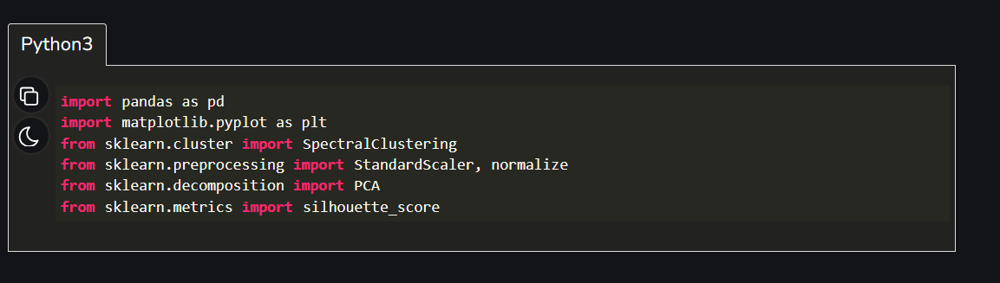 Python3
import pandas as pd
import matplotlib.pyplot as plt
from sklearn.cluster import SpectralClustering
from sklearn.preprocessing import StandardScaler, normalize
from sklearn.decomposition import PCA
from sklearn.metrics import silhouette_score